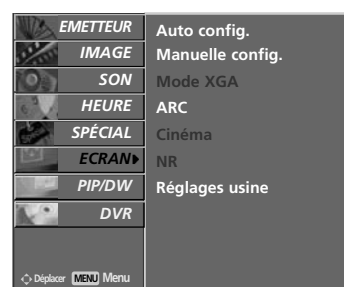 EMETTEUR
IMAGE
SON
HEURE
SPÉCIAL
ECRAN
PIP/DW
DVR
Déplacer MENU Menu
Auto config.
Manuelle config.
Mode XGA
ARC
Cinéma
NR
Réglages usine